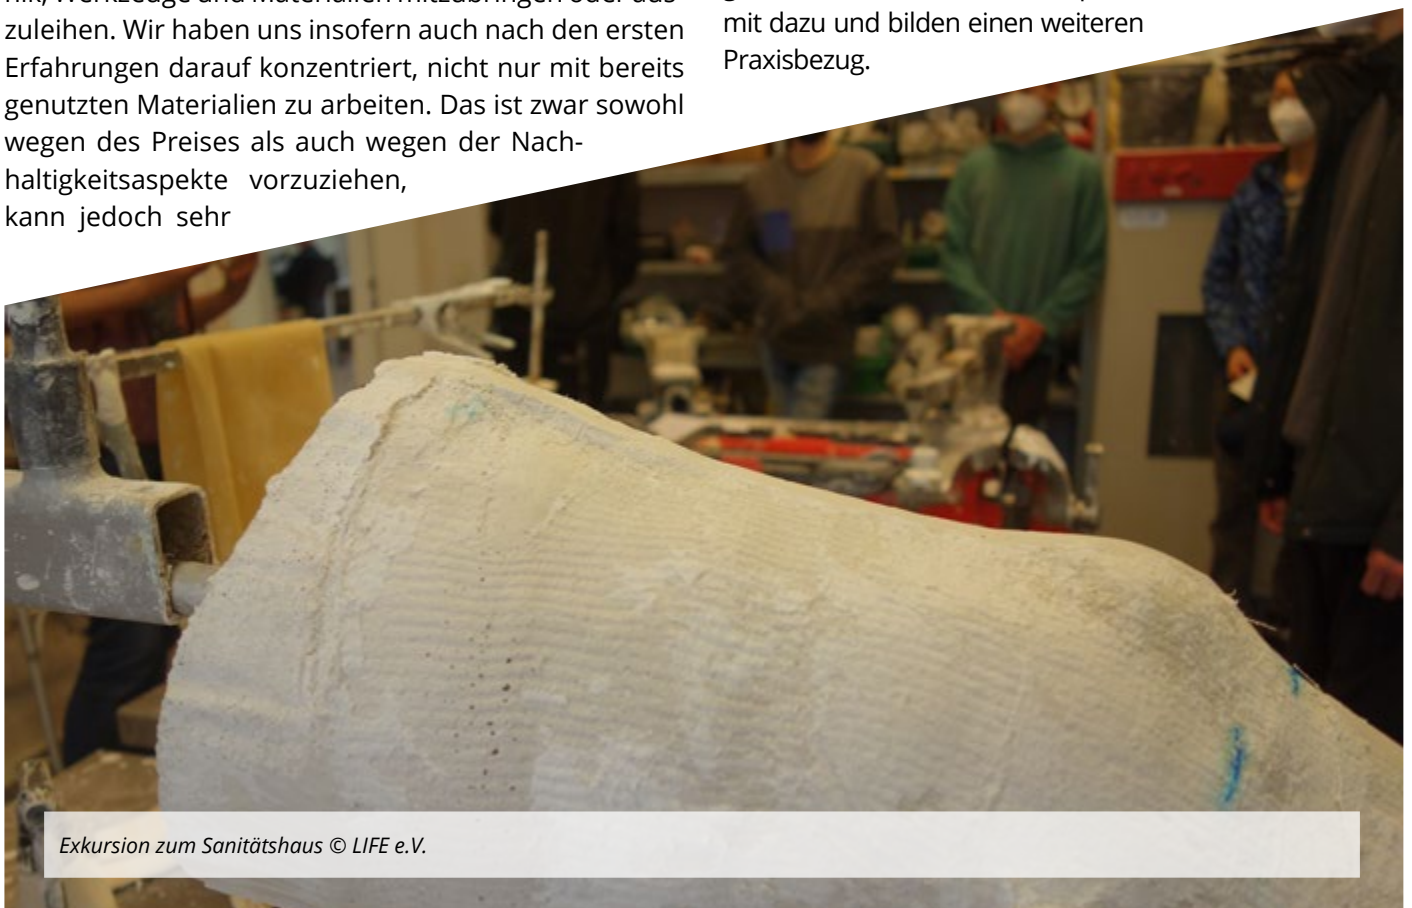 zuleihen. Wir haben uns insofern auch nach den ersten
Erfahrungen darauf konzentriert, nicht nur mit bereits
genutzten Materialien zu arbeiten. Das ist zwar sowohl
wegen des Preises als auch wegen der Nach-
haltigkeitsaspekte vorzuziehen,
kann jedoch sehr
mit dazu und bilden einen weiteren
Praxisbezug.
Exkursion zum Sanitätshaus © LIFE e.V.